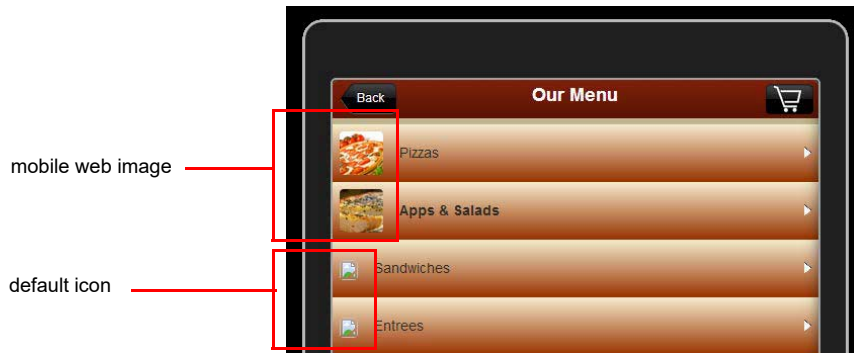 Back
Our Menu
mobile web image
Pizzas
Apps & Salads
default icon
Sandwiches
Entrees